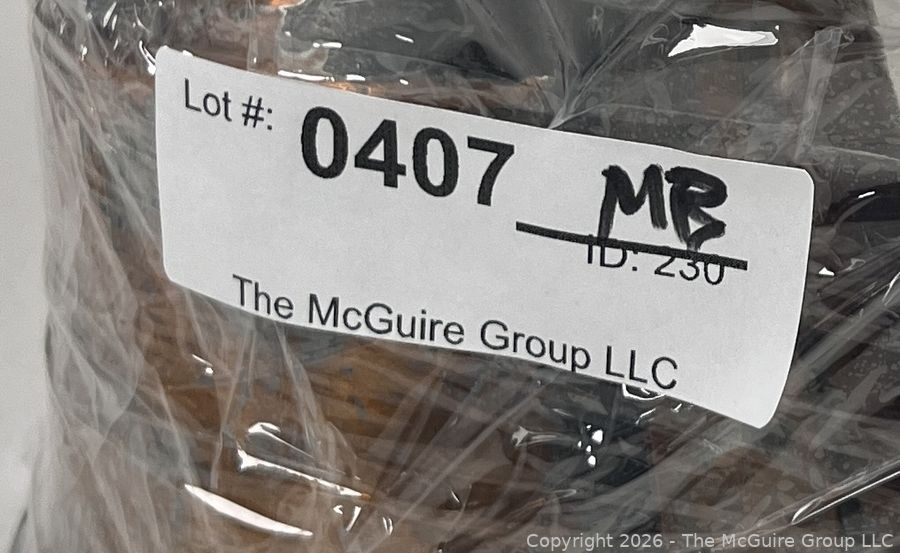 Lot #: 0407 MB
ID: 230
The McGuire Group LLC
Copyright 2026 - The McGuire Group LLC